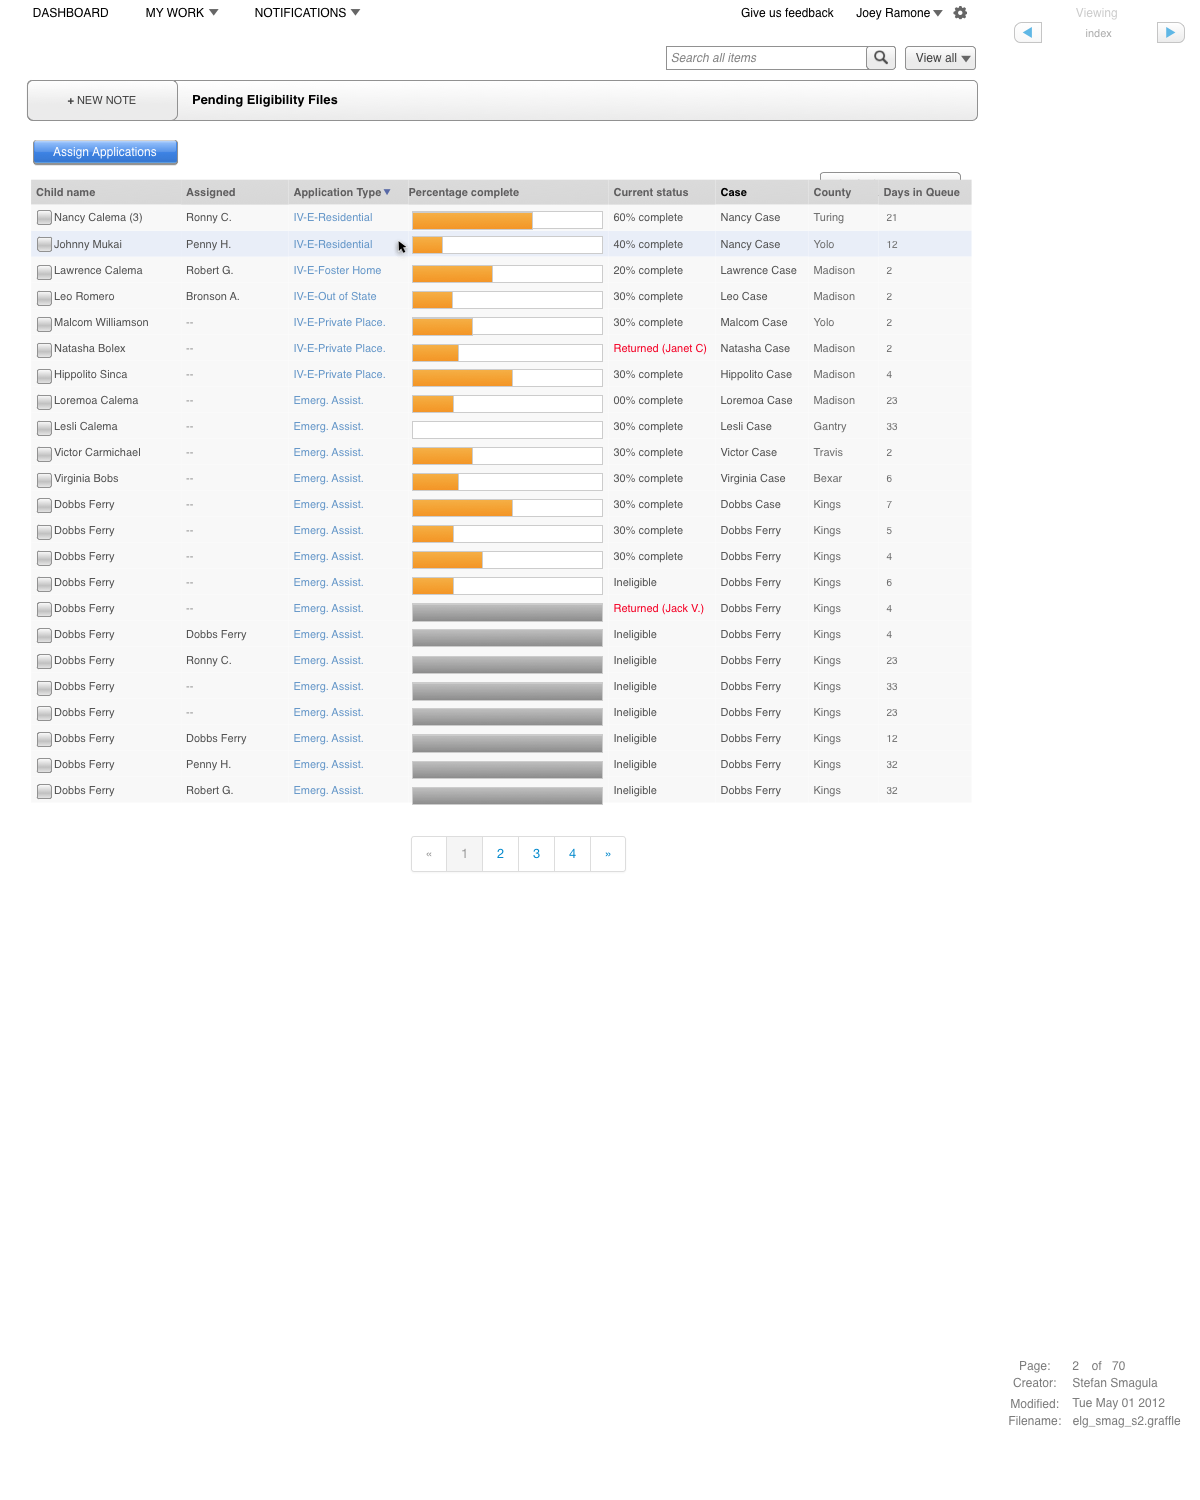 DASHBOARD MY WORK NOTIFICATIONS Give us feedback Joey Ramone Viewing
index
Search all items View all
+ NEW NOTE Pending Eligibility Files
Assign Applications
Child name Assigned Application Type Percentage complete Current status Case County Days in Queue
Nancy Calema (3) Ronny C. IV-E-Residential 60% complete Nancy Case Turing 21
Johnny Mukai Penny H. IV-E-Residential 40% complete Nancy Case Yolo 12
Lawrence Calema Robert G. IV-E-Foster Home 20% complete Lawrence Case Madison 2
Leo Romero Bronson A. IV-E-Out of State 30% complete Leo Case Madison 2
Malcom Williamson -- IV-E-Private Place. 30% complete Malcom Case Yolo 2
Natasha Bolex -- IV-E-Private Place. Returned (Janet C) Natasha Case Madison 2
Hippolito Sinca -- IV-E-Private Place. 30% complete Hippolito Case Madison 4
Loremoa Calema -- Emerg. Assist. 00% complete Loremoa Case Madison 23
Lesli Calema -- Emerg. Assist. 30% complete Lesli Case Gantry 33
Victor Carmichael -- Emerg. Assist. 30% complete Victor Case Travis 2
Virginia Bobs -- Emerg. Assist. 30% complete Virginia Case Bexar 6
Dobbs Ferry -- Emerg. Assist. 30% complete Dobbs Case Kings 7
Dobbs Ferry -- Emerg. Assist. 30% complete Dobbs Ferry Kings 5
Dobbs Ferry -- Emerg. Assist. 30% complete Dobbs Ferry Kings 4
Dobbs Ferry -- Emerg. Assist. Ineligible Dobbs Ferry Kings 6
Dobbs Ferry -- Emerg. Assist. Returned (Jack V.) Dobbs Ferry Kings 4
Dobbs Ferry Dobbs Ferry Emerg. Assist. Ineligible Dobbs Ferry Kings 4
Dobbs Ferry Ronny C. Emerg. Assist. Ineligible Dobbs Ferry Kings 23
Dobbs Ferry -- Emerg. Assist. Ineligible Dobbs Ferry Kings 33
Dobbs Ferry -- Emerg. Assist. Ineligible Dobbs Ferry Kings 23
Dobbs Ferry Dobbs Ferry Emerg. Assist. Ineligible Dobbs Ferry Kings 12
Dobbs Ferry Penny H. Emerg. Assist. Ineligible Dobbs Ferry Kings 32
Dobbs Ferry Robert G. Emerg. Assist. Ineligible Dobbs Ferry Kings 32
« 1 2 3 4 »
Page: 2 of 70
Creator: Stefan Smagula
Modified: Tue May 01 2012
Filename: elg_smag_s2.graffle